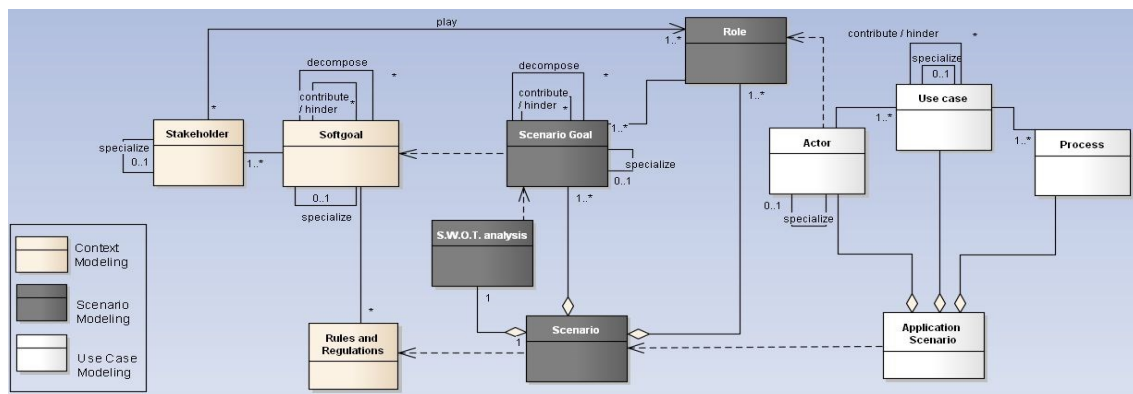 play
Role
1..*
*
1..*
1..*
decompose
*
contribute
/ hinder
*
decompose
*
contribute
/ hinder
*
contribute / hinder
*
specialize
0..1
Stakeholder
specialize
0..1
1..*
Softgoal
0..1
specialize
Scenario Goal
1..*
specialize
0..1
1..*
Use case
1..*
1..*
Actor
0..1
specialize
Process
S.W.O.T. analysis
1
*
Rules and
Regulations
1
Scenario
Application
Scenario
Context
Modeling
Scenario
Modeling
Use Case
Modeling